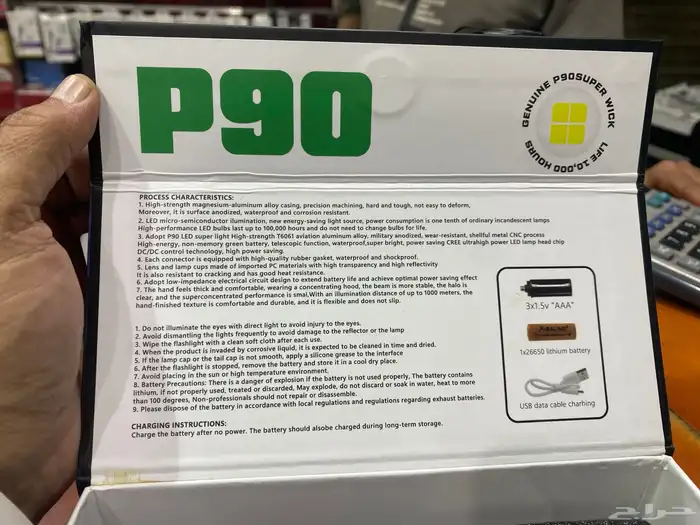 P90
GENUINE P90SUPER WICK
LIFE 10,000 HOURS
PROCESS CHARACTERISTICS:
1. High-strength magnesium-aluminum alloy casing, precision machining, hard and tough, not easy to deform,
Moreover, it is surface anodized, waterproof and corrosion resistant.
2. LED micro-semiconductor ilumination, new energy-saving light source, power consumption is one tenth of ordinary incandescent lamps
High-performance LED bulbs last up to 100,000 hours and do not need to change bulbs for life.
3. Adopt P90 LED super light High-strength T6061 aviation aluminum alloy, military anodized, wear-resistant, shellful metal CNC process
High-energy, non-memory green battery, telescopic function, waterproof,super bright, power saving CREE ultrahigh power LED lamp head chip
DC/DC control technology, high power saving.
4. Each connector is equipped with high-quality rubber gasket, waterproof and shockproof.
5. Lens and lamp cups made of imported PC materials with high transparency and high reflectivity
It is also resistant to cracking and has good heat resistance.
6. Adopt low-impedance electrical circuit design to extend battery life and achieve optimal power saving effect
7. The hand feels thick and comfortable, wearing a concentrating hood, the beam is more stable, the halo is
clear, and the superconcentrated performance is smal,With an illumination distance of up to 1000 meters, the
hand-finished texture is comfortable and durable, and it is flexible and does not slip.
1. Do not illuminate the eyes with direct light to avoid injury to the eyes.
2. Avoid dismantling the lights frequently to avoid damage to the reflector or the lamp
3. Wipe the flashlight with a clean soft cloth after each use.
4. When the product is invaded by corrosive liquid, it is expected to be cleaned in time and dried.
5. If the lamp cap or the tail cap is not smooth, apply a silicone grease to the interface
6. After the flashlight is stopped, remove the battery and store it in a cool dry place.
7. Avoid placing in the sun or high temperature environment.
8. Battery Precautions: There is a danger of explosion if the battery is not used properly, The battery contains
lithium, if not properly used, treated or discarded, May explode, do not discard or soak in water, heat to more
than 100 degrees, Non-professionals should not repair or disassemble.
9. Please dispose of the battery in accordance with local regulations and regulations regarding exhaust batteries.
CHARGING INSTRUCTIONS:
Charge the battery after no power. The battery should alsobe charged during long-term storage.
3x1.5v "AAA"
1x26650 lithium battery
USB data cable charhing
حراج